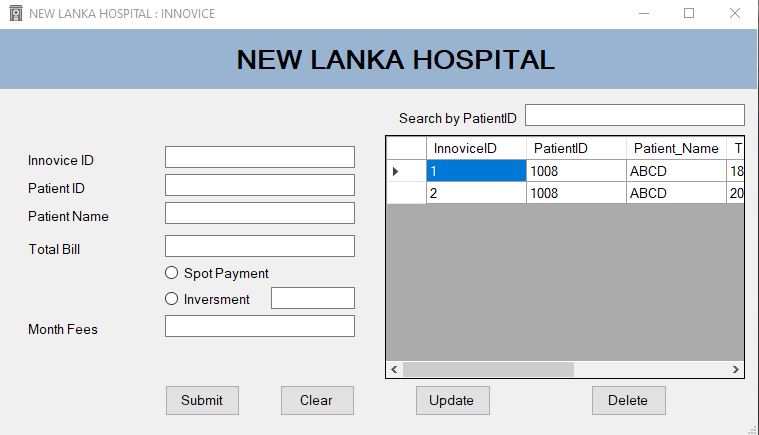 NEW LANKA HOSPITAL : INNOVICE
NEW LANKA HOSPITAL
Search by PatientID
InnoviceID PatientID Patient_Name T
1 1008 ABCD 18
2 1008 ABCD 20
Innovice ID
Patient ID
Patient Name
Total Bill
Spot Payment
Inversment
Month Fees
Submit Clear Update Delete